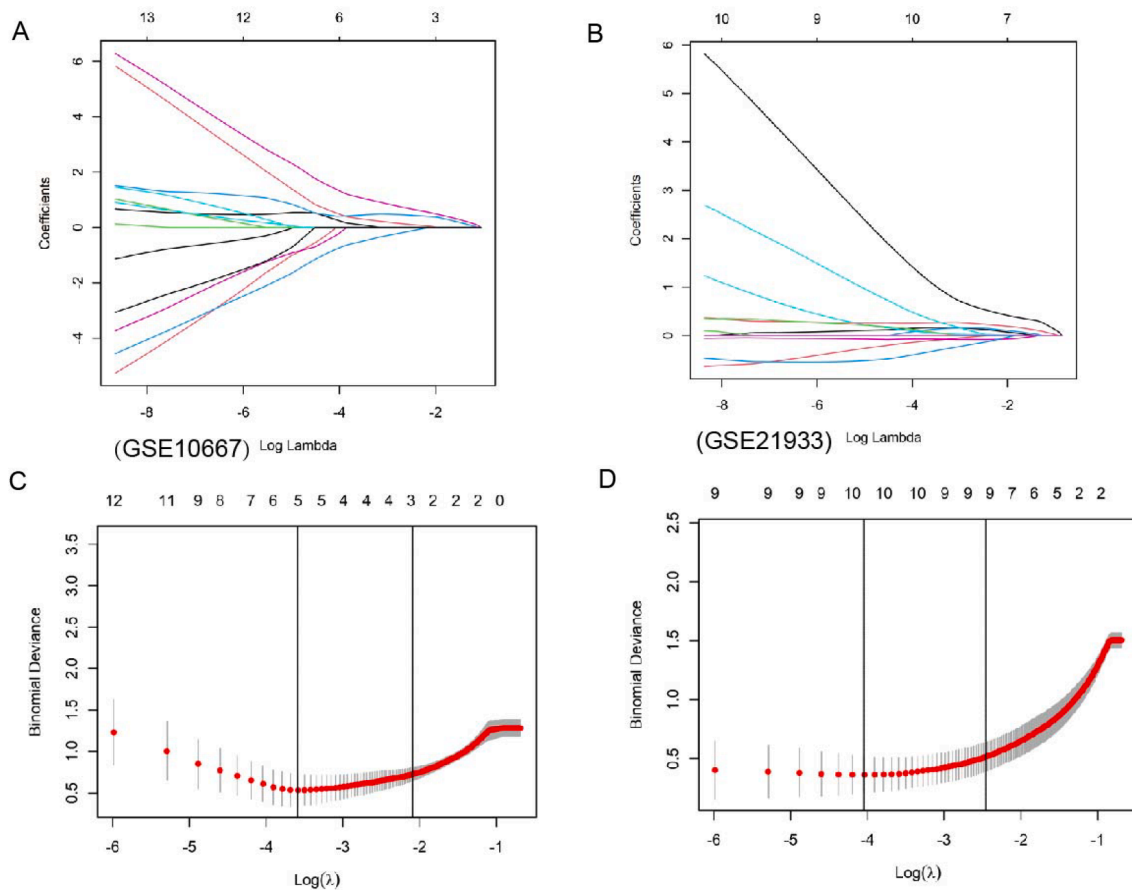 A
13 12 6 3
6
4
2
0
-2
4
Coefficients
-8 -6 -4 -2
(GSE10667) Log Lambda
B
10 9 10 7
6
5
4
3
2
1
0
Coefficients
-8 -6 -4 -2
(GSE21933) Log Lambda
C
12 11 9 8 7 6 5 5 4 4 4 3 2 2 2 0
3.5
3.0
2.5
2.0
1.5
1.0
0.5
Binomial Deviance
-6 -5 -4 -3 -2 -1
Log(λ)
D
9 9 9 9 10 10 10 9 9 9 7 6 5 2 2
2.5
2.0
1.5
1.0
0.5
Binomial Deviance
-6 -5 -4 -3 -2 -1
Log(λ)